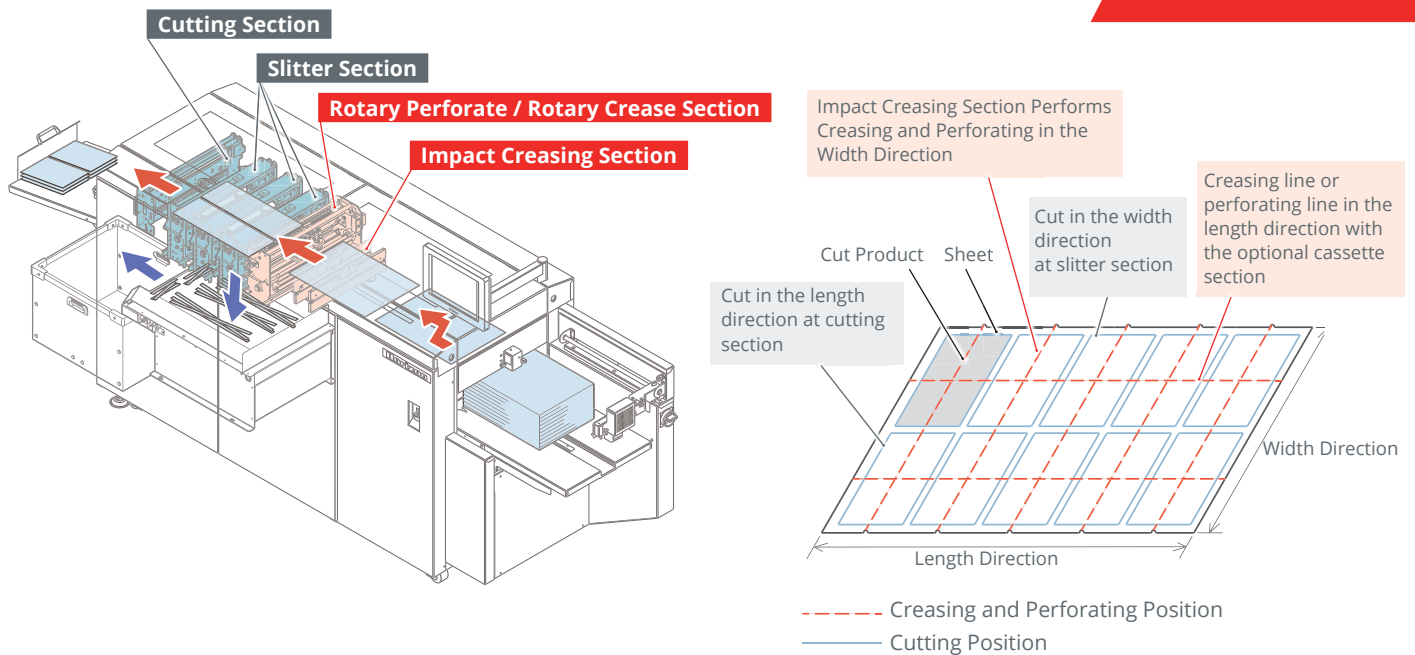 Cutting Section
Slitter Section
Rotary Perforate / Rotary Crease Section
Impact Creasing Section
Impact Creasing Section Performs
Creasing and Perforating in the
Width Direction
Creasing line or
perforating line in the
length direction with
the optional cassette
section
Cut in the width
direction
at slitter section
Cut Product
Sheet
Cut in the length
direction at cutting
section
Width Direction
Length Direction
Creasing and Perforating Position
Cutting Position